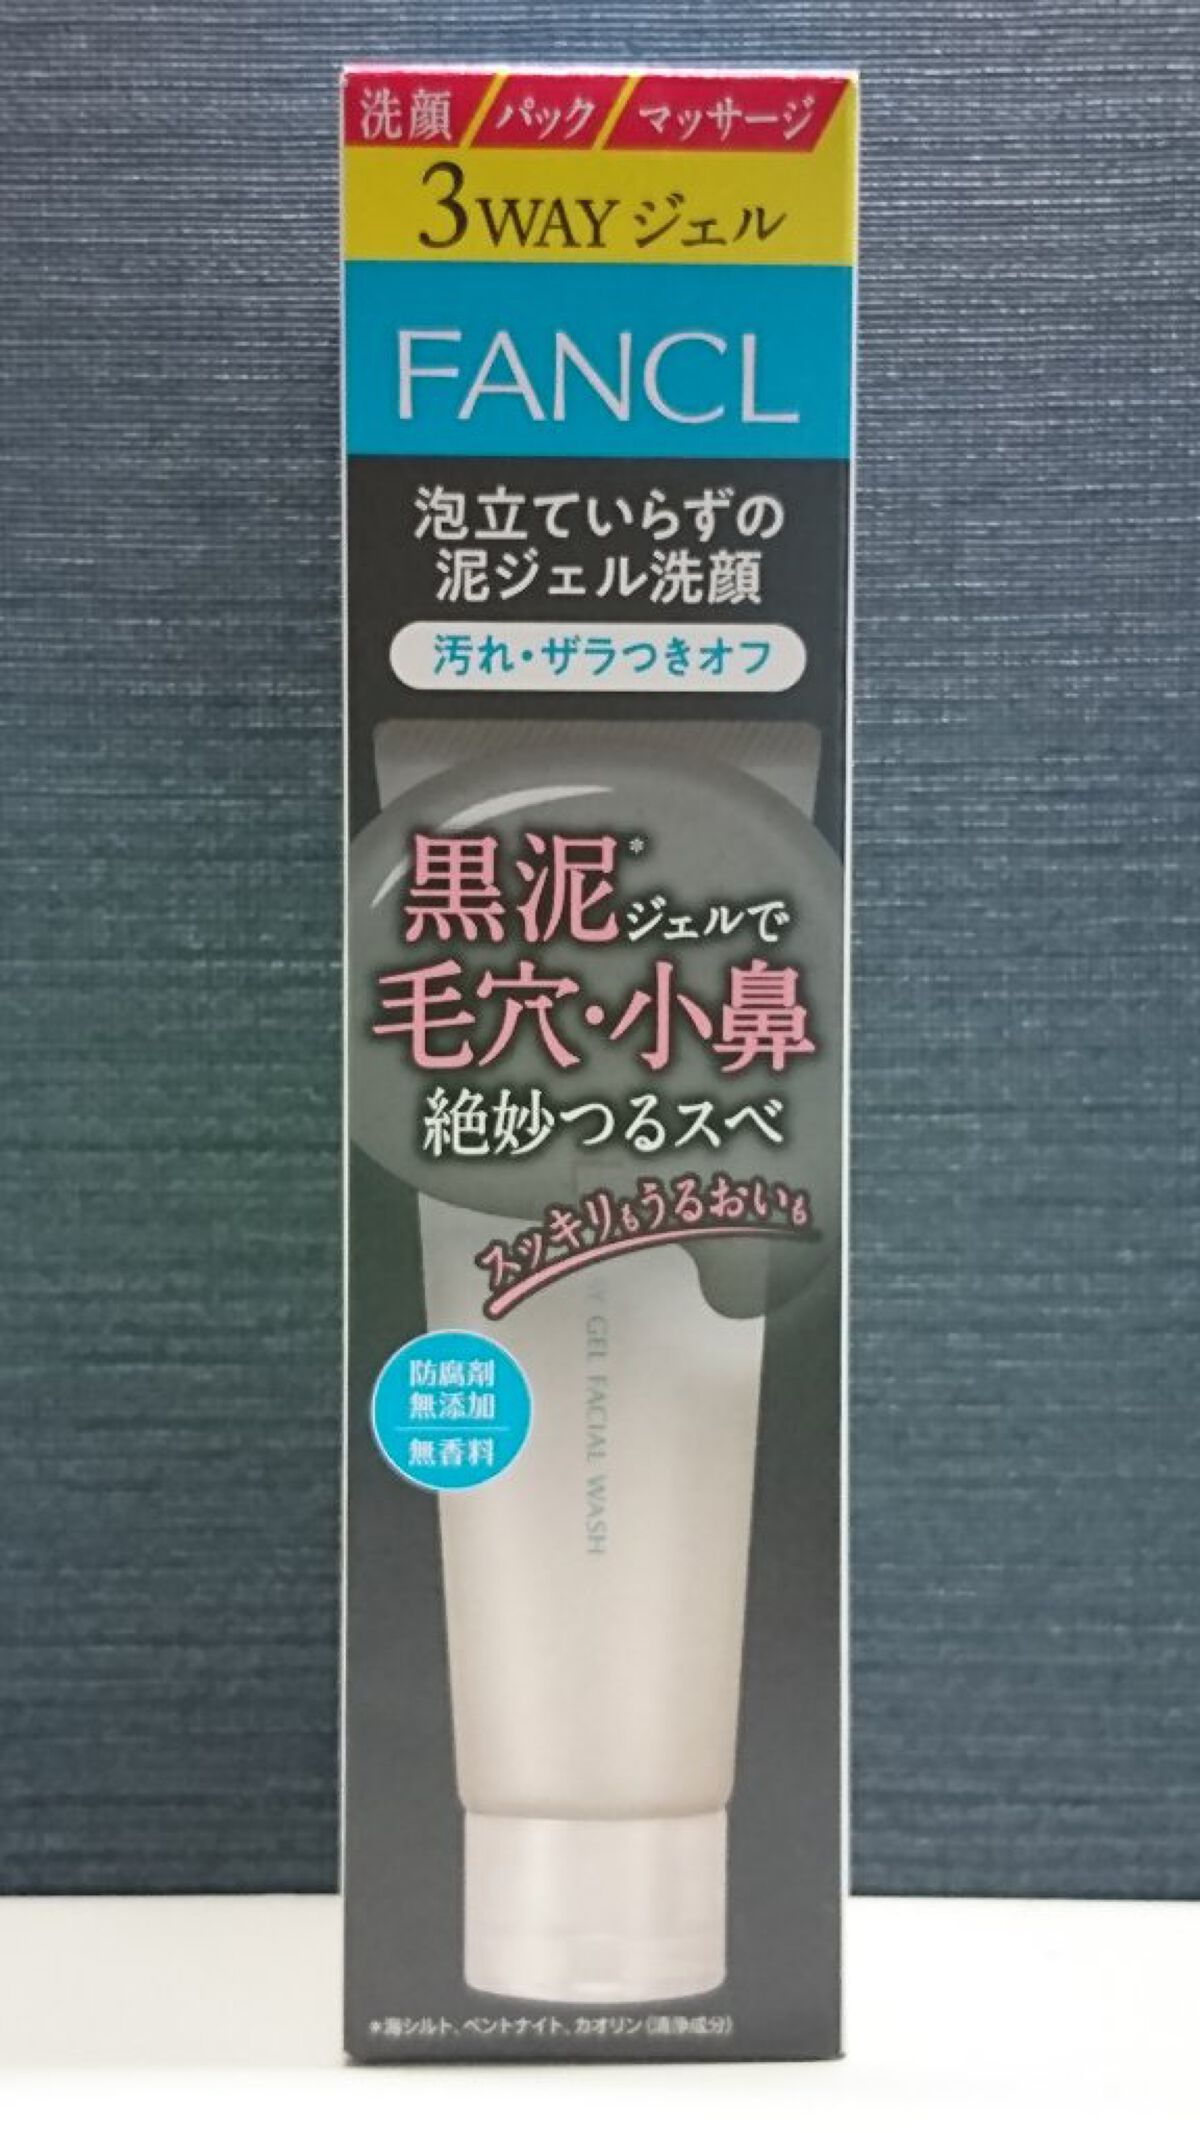 洗顔/パック/マッサージ
3WAYジェル
FANCL
泡立ていらずの
泥ジェル洗顔
汚れ・ザラつきオフ
黒泥*ジェルで
毛穴・小鼻
絶妙つるスベ
スッキリもうるおいも
GEL FACIAL WASH
防腐剤
無添加
無香料
*海シルト、ベントナイト、カオリン(清浄成分)